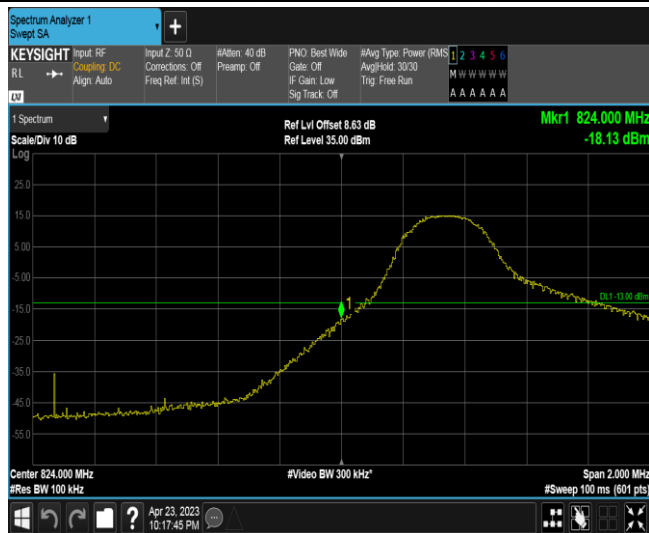 Spectrum Analyzer 1
Swept SA
+
KEYSIGHT
RL
Input: RF
Coupling: DC
Align: Auto
Input Z: 50 Ω
Corrections: Off
Freq Ref: Int (S)
#Atten: 40 dB
Preamp: Off
PNO: Best Wide
Gate: Off
IF Gain: Low
Sig Track: Off
#Avg Type: Power (RMS
Avg|Hold: 30/30
Trig: Free Run
1 2 3 4 5 6
M W W W W W
A A A A A A
LXI
1 Spectrum
Scale/Div 10 dB
Ref Lvl Offset 8.63 dB
Ref Level 35.00 dBm
Mkr1 824.000 MHz
-18.13 dBm
Log
25.0
15.0
5.00
-5.00
DL1 -13.00 dBm
1
-15.0
-25.0
-35.0
-45.0
-55.0
Center 824.000 MHz
#Res BW 100 kHz
#Video BW 300 kHz*
Span 2.000 MHz
#Sweep 100 ms (601 pts)
?
Apr 23, 2023
10:17:45 PM